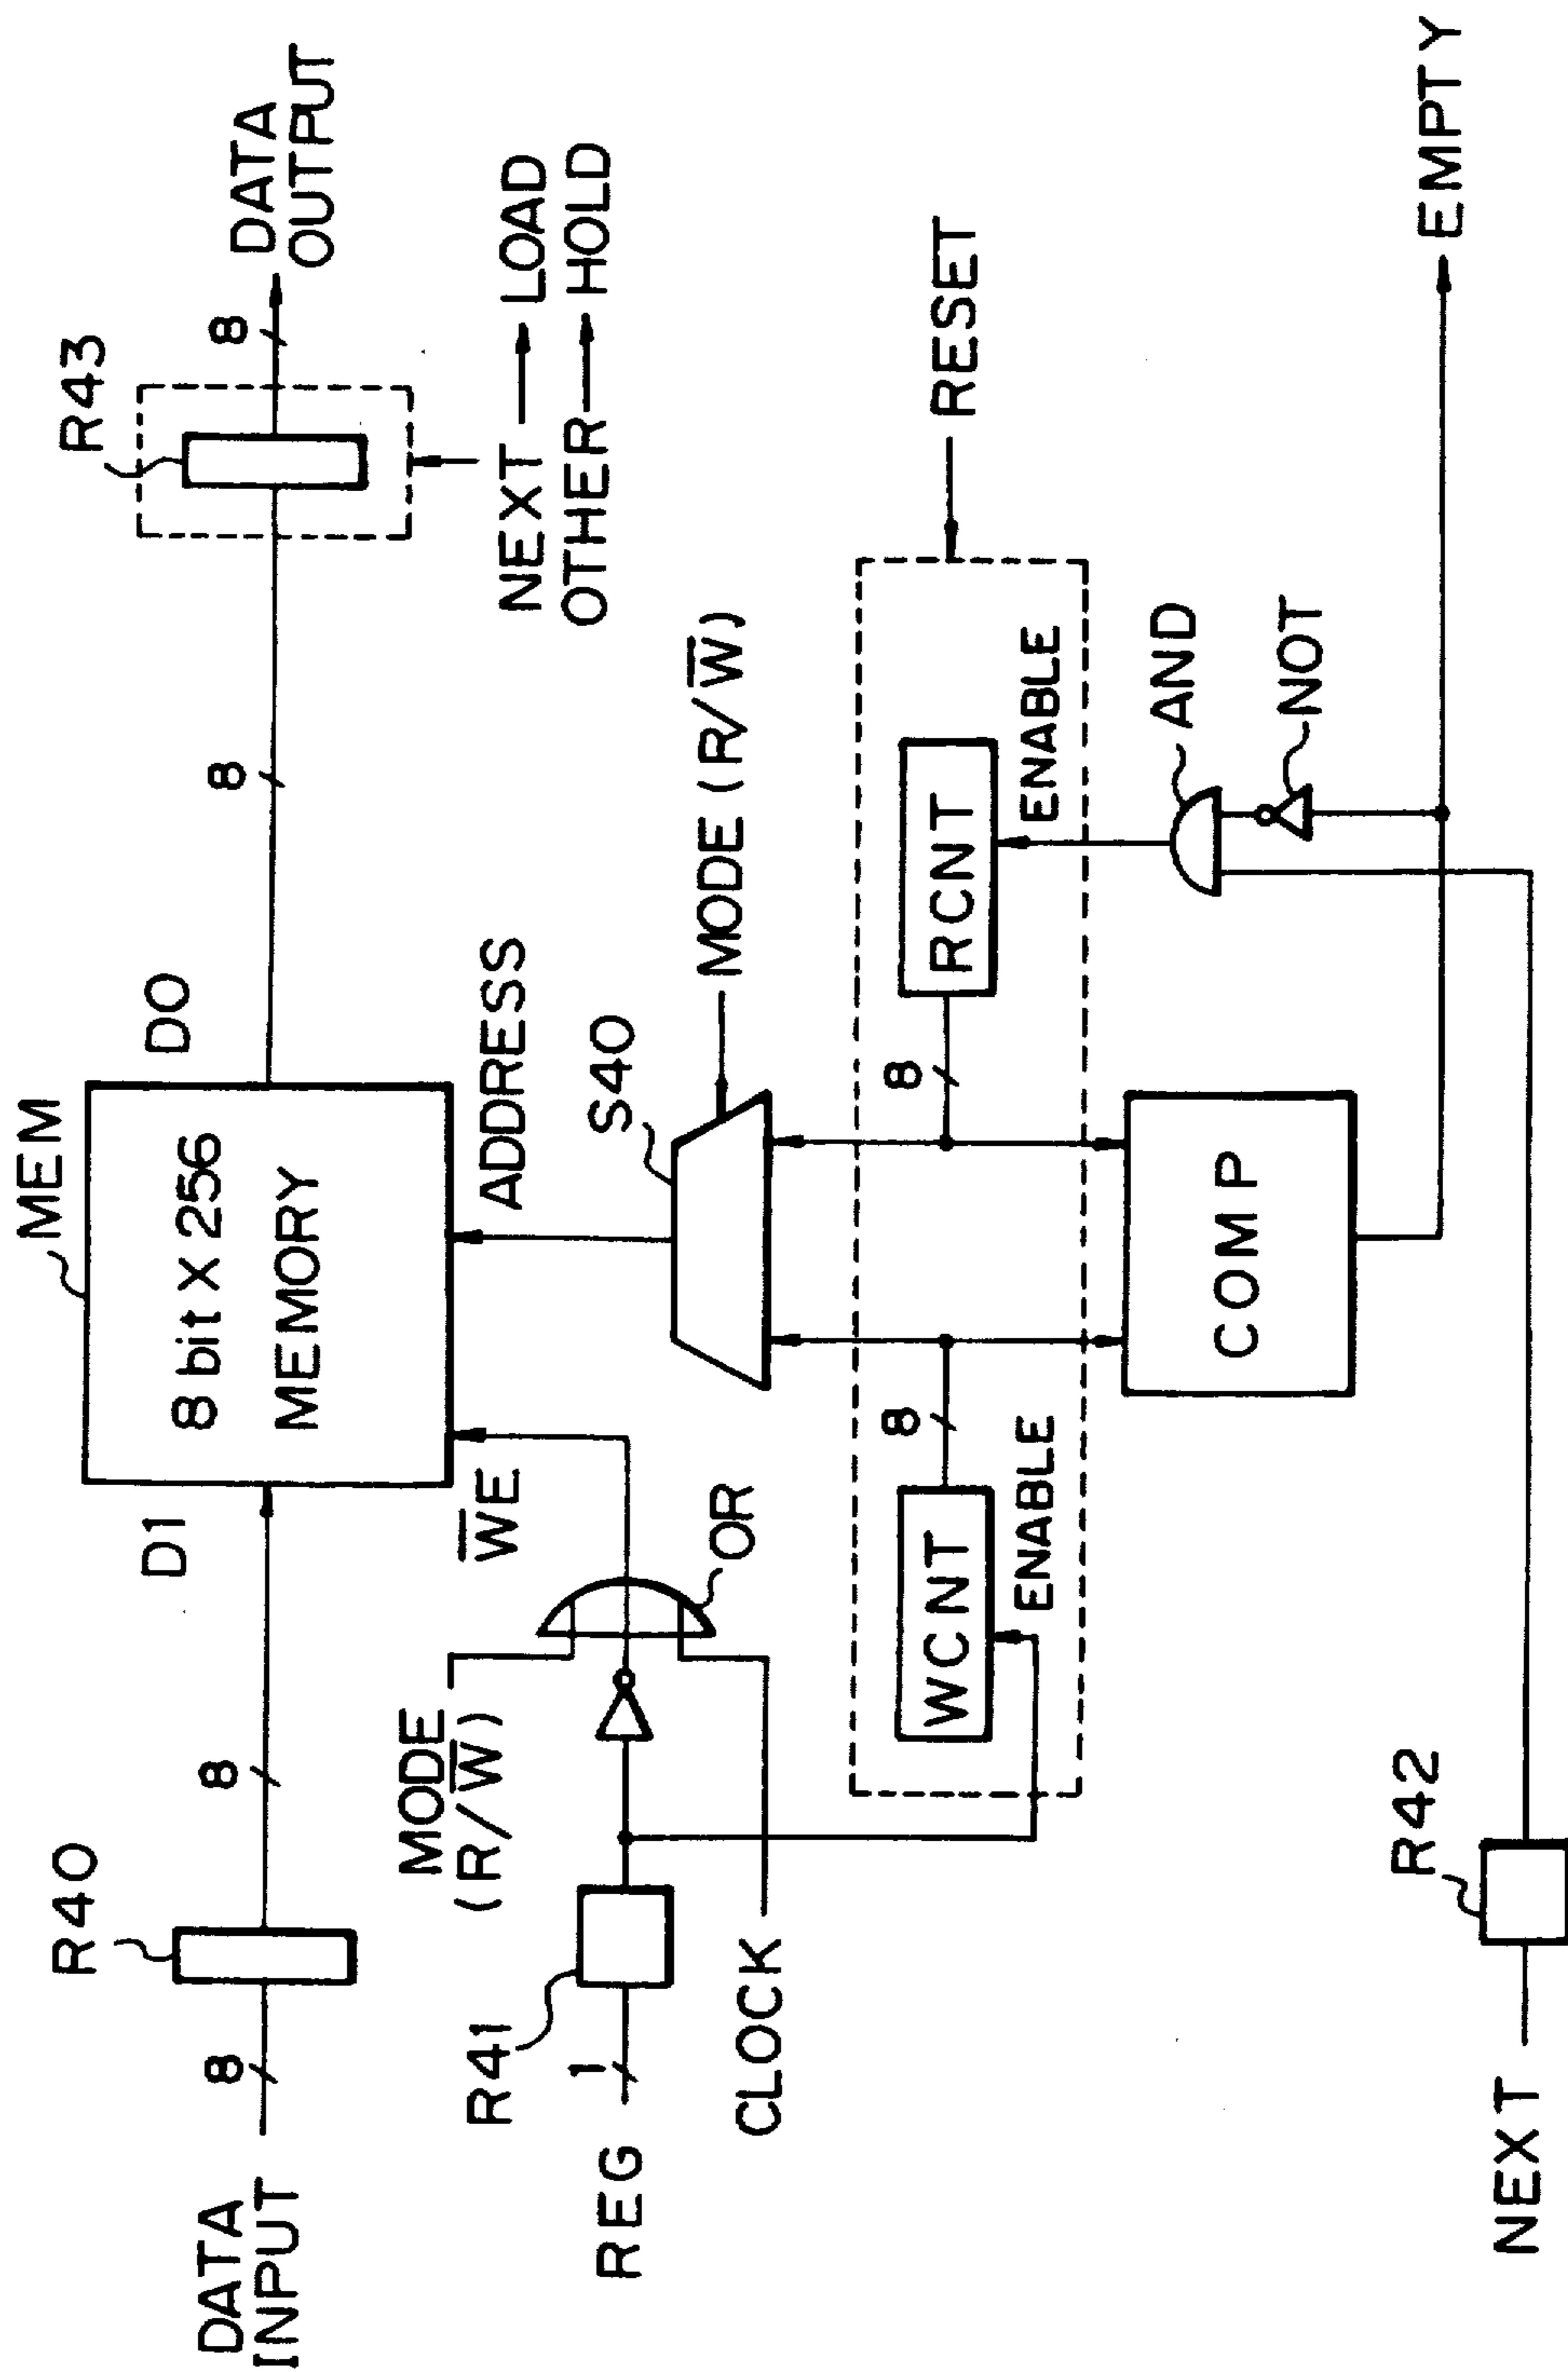 MEM
8 bit X 256
MEMORY
D1
DO
R40
R43
DATA
INPUT
8
8
8
8
DATA
OUTPUT
W̅E̅
ADDRESS
NEXT → LOAD
OTHER → HOLD
MODE
(R/W̅)
R41
REG
1
OR
CLOCK
S40
MODE (R/W̅)
WCNT
ENABLE
8
8
RCNT
ENABLE
RESET
COMP
AND
NOT
R42
NEXT
EMPTY